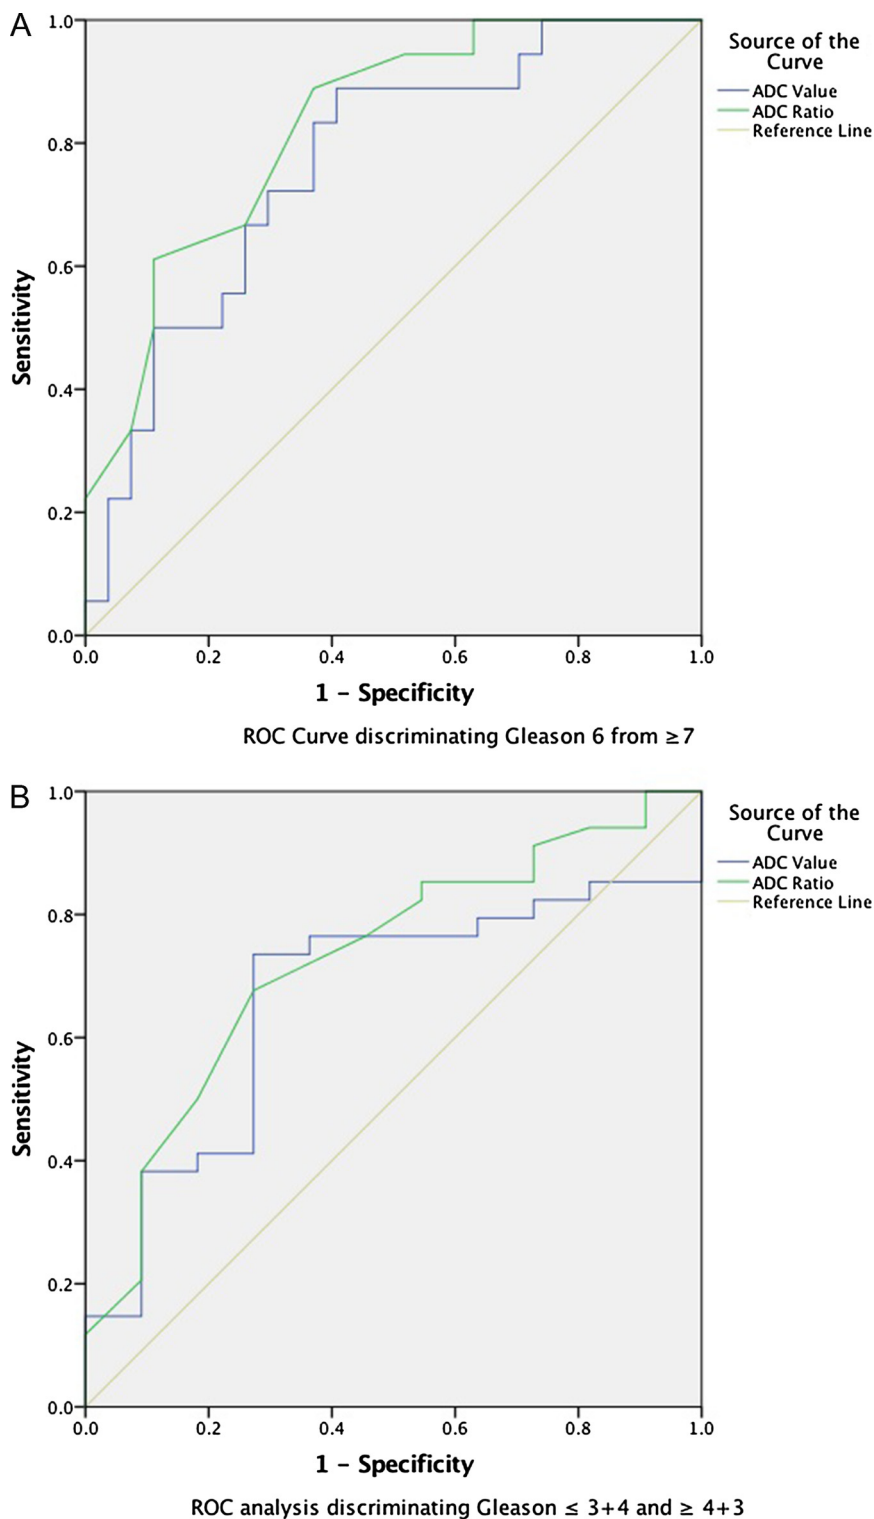 A
1.0
0.8
0.6
0.4
0.2
0.0
Sensitivity
0.0 0.2 0.4 0.6 0.8 1.0
1 – Specificity
Source of the
Curve
ADC Value
ADC Ratio
Reference Line
ROC Curve discriminating Gleason 6 from ≥7
B
1.0
0.8
0.6
0.4
0.2
0.0
Sensitivity
0.0 0.2 0.4 0.6 0.8 1.0
1 – Specificity
Source of the
Curve
ADC Value
ADC Ratio
Reference Line
ROC analysis discriminating Gleason ≤ 3+4 and ≥ 4+3